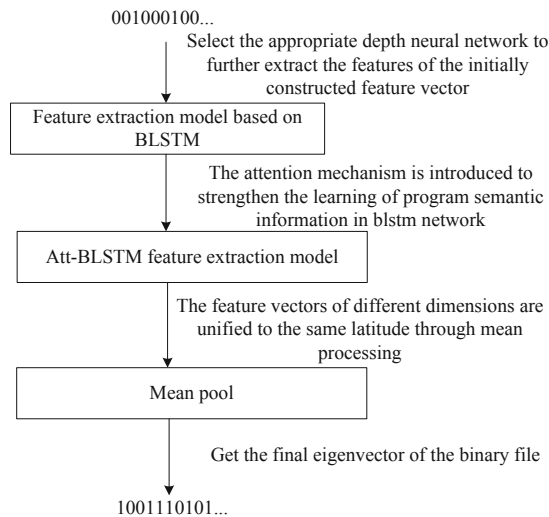 001000100...
Select the appropriate depth neural network to
further extract the features of the initially
constructed feature vector
Feature extraction model based on
BLSTM
The attention mechanism is introduced to
strengthen the learning of program semantic
information in blstm network
Att-BLSTM feature extraction model
The feature vectors of different dimensions are
unified to the same latitude through mean
processing
Mean pool
Get the final eigenvector of the binary file
1001110101...